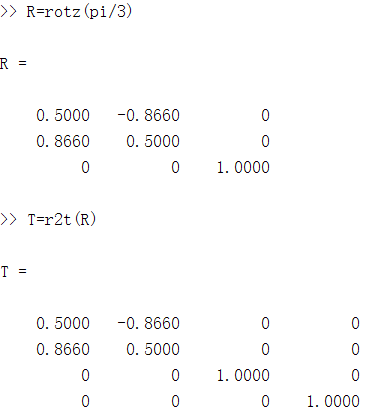 >> R=rotz(pi/3)
R =
0.5000 -0.8660 0
0.8660 0.5000 0
0 0 1.0000
>> T=r2t(R)
T =
0.5000 -0.8660 0 0
0.8660 0.5000 0 0
0 0 1.0000 0
0 0 0 1.0000